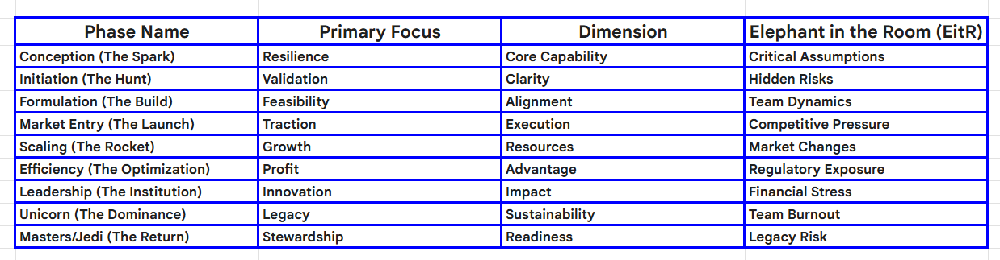 Phase Name Primary Focus Dimension Elephant in the Room (EitR)
Conception (The Spark) Resilience Core Capability Critical Assumptions
Initiation (The Hunt) Validation Clarity Hidden Risks
Formulation (The Build) Feasibility Alignment Team Dynamics
Market Entry (The Launch) Traction Execution Competitive Pressure
Scaling (The Rocket) Growth Resources Market Changes
Efficiency (The Optimization) Profit Advantage Regulatory Exposure
Leadership (The Institution) Innovation Impact Financial Stress
Unicorn (The Dominance) Legacy Sustainability Team Burnout
Masters/Jedi (The Return) Stewardship Readiness Legacy Risk